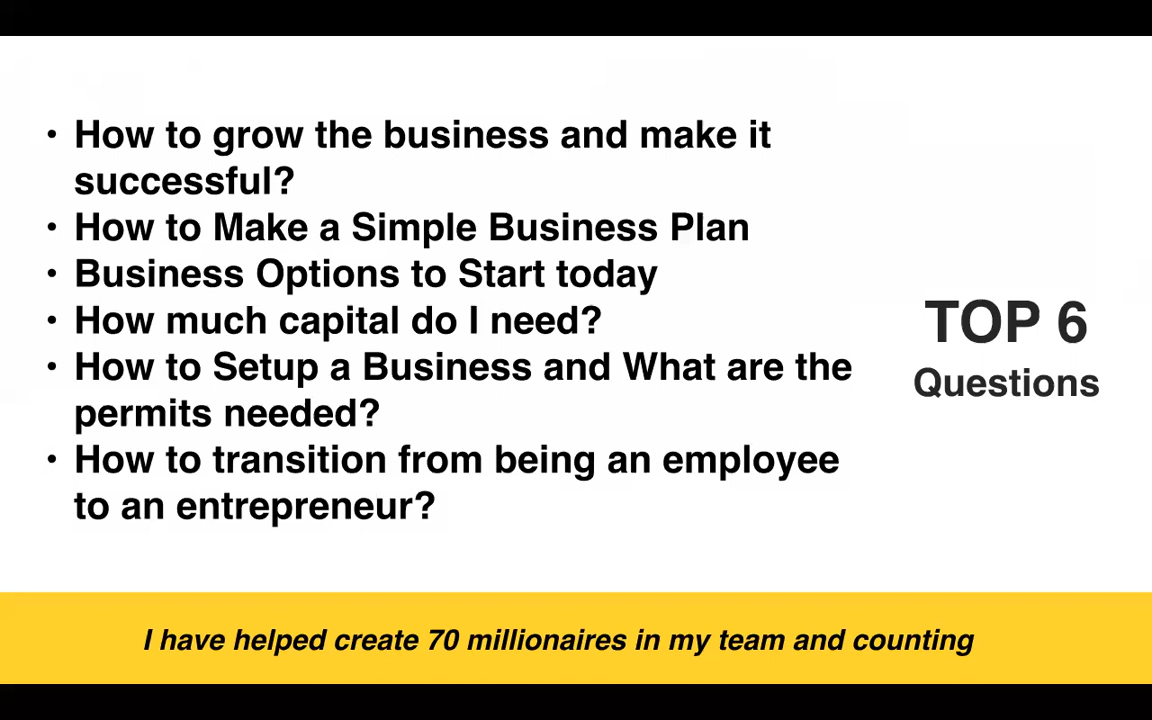 • How to grow the business and make it
successful?
• How to Make a Simple Business Plan
• Business Options to Start today
• How much capital do I need?
• How to Setup a Business and What are the
permits needed?
• How to transition from being an employee
to an entrepreneur?
TOP 6
Questions
I have helped create 70 millionaires in my team and counting